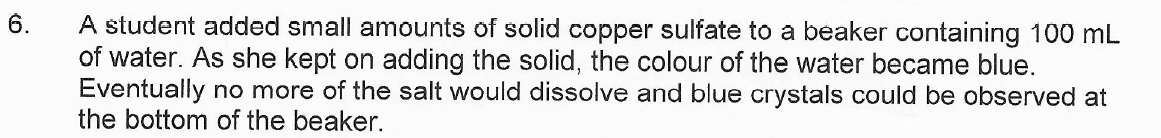 6. A student added small amounts of solid copper sulfate to a beaker containing 100 mL
of water. As she kept on adding the solid, the colour of the water became blue.
Eventually no more of the salt would dissolve and blue crystals could be observed at
the bottom of the beaker.